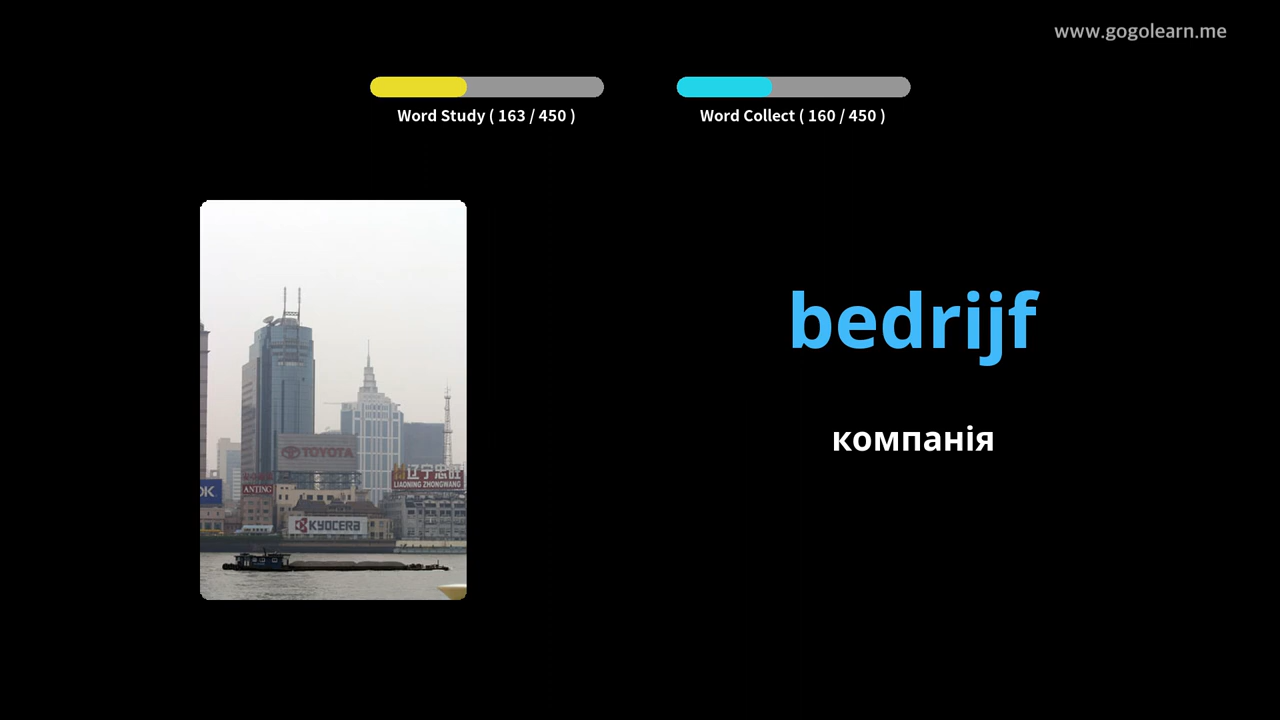 www.gogolearn.me
Word Study ( 163 / 450 )
Word Collect ( 160 / 450 )
bedrijf
компанія
TOYOTA
LIAONING ZHONGWANG
ANTING
KYOCERA